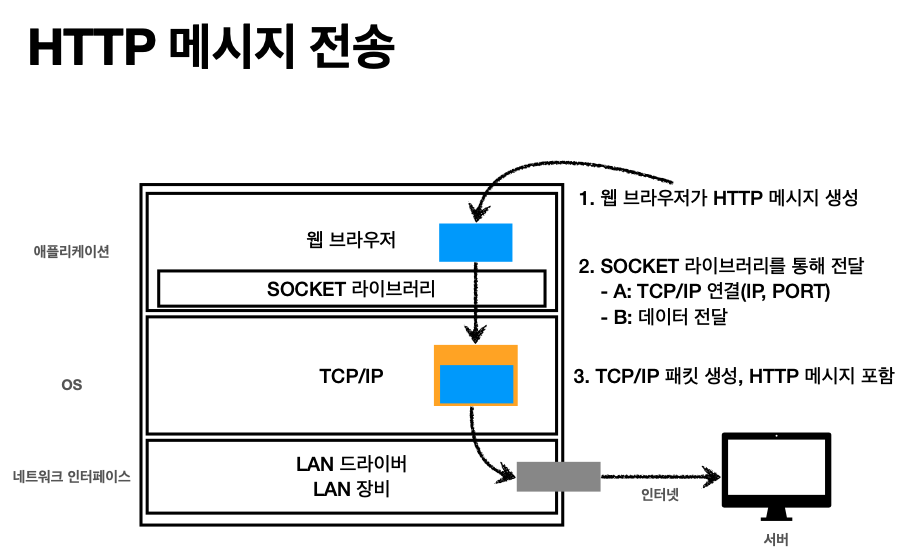 HTTP 메시지 전송
1. 웹 브라우저가 HTTP 메시지 생성
애플리케이션
웹 브라우저
SOCKET 라이브러리
2. SOCKET 라이브러리를 통해 전달
- A: TCP/IP 연결(IP, PORT)
- B: 데이터 전달
OS
TCP/IP
3. TCP/IP 패킷 생성, HTTP 메시지 포함
네트워크 인터페이스
LAN 드라이버
LAN 장비
인터넷
서버